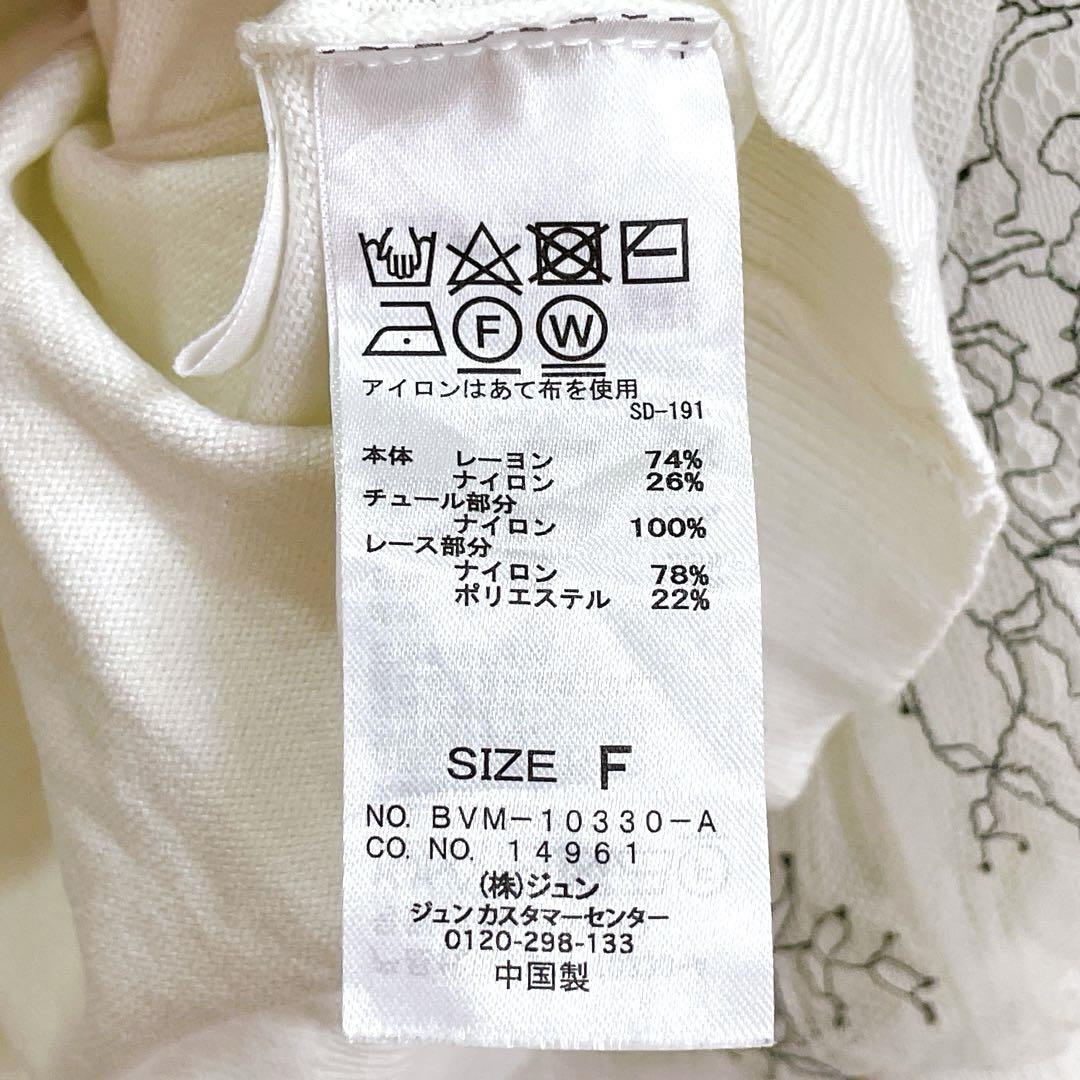 F W
アイロンはあて布を使用
SD-191
本体 レーヨン 74%
ナイロン 26%
チュール部分
ナイロン 100%
レース部分
ナイロン 78%
ポリエステル 22%
SIZE F
NO. BVM-10330-A
CO. NO. 14961
(株)ジュン
ジュンカスタマーセンター
0120-298-133
中国製